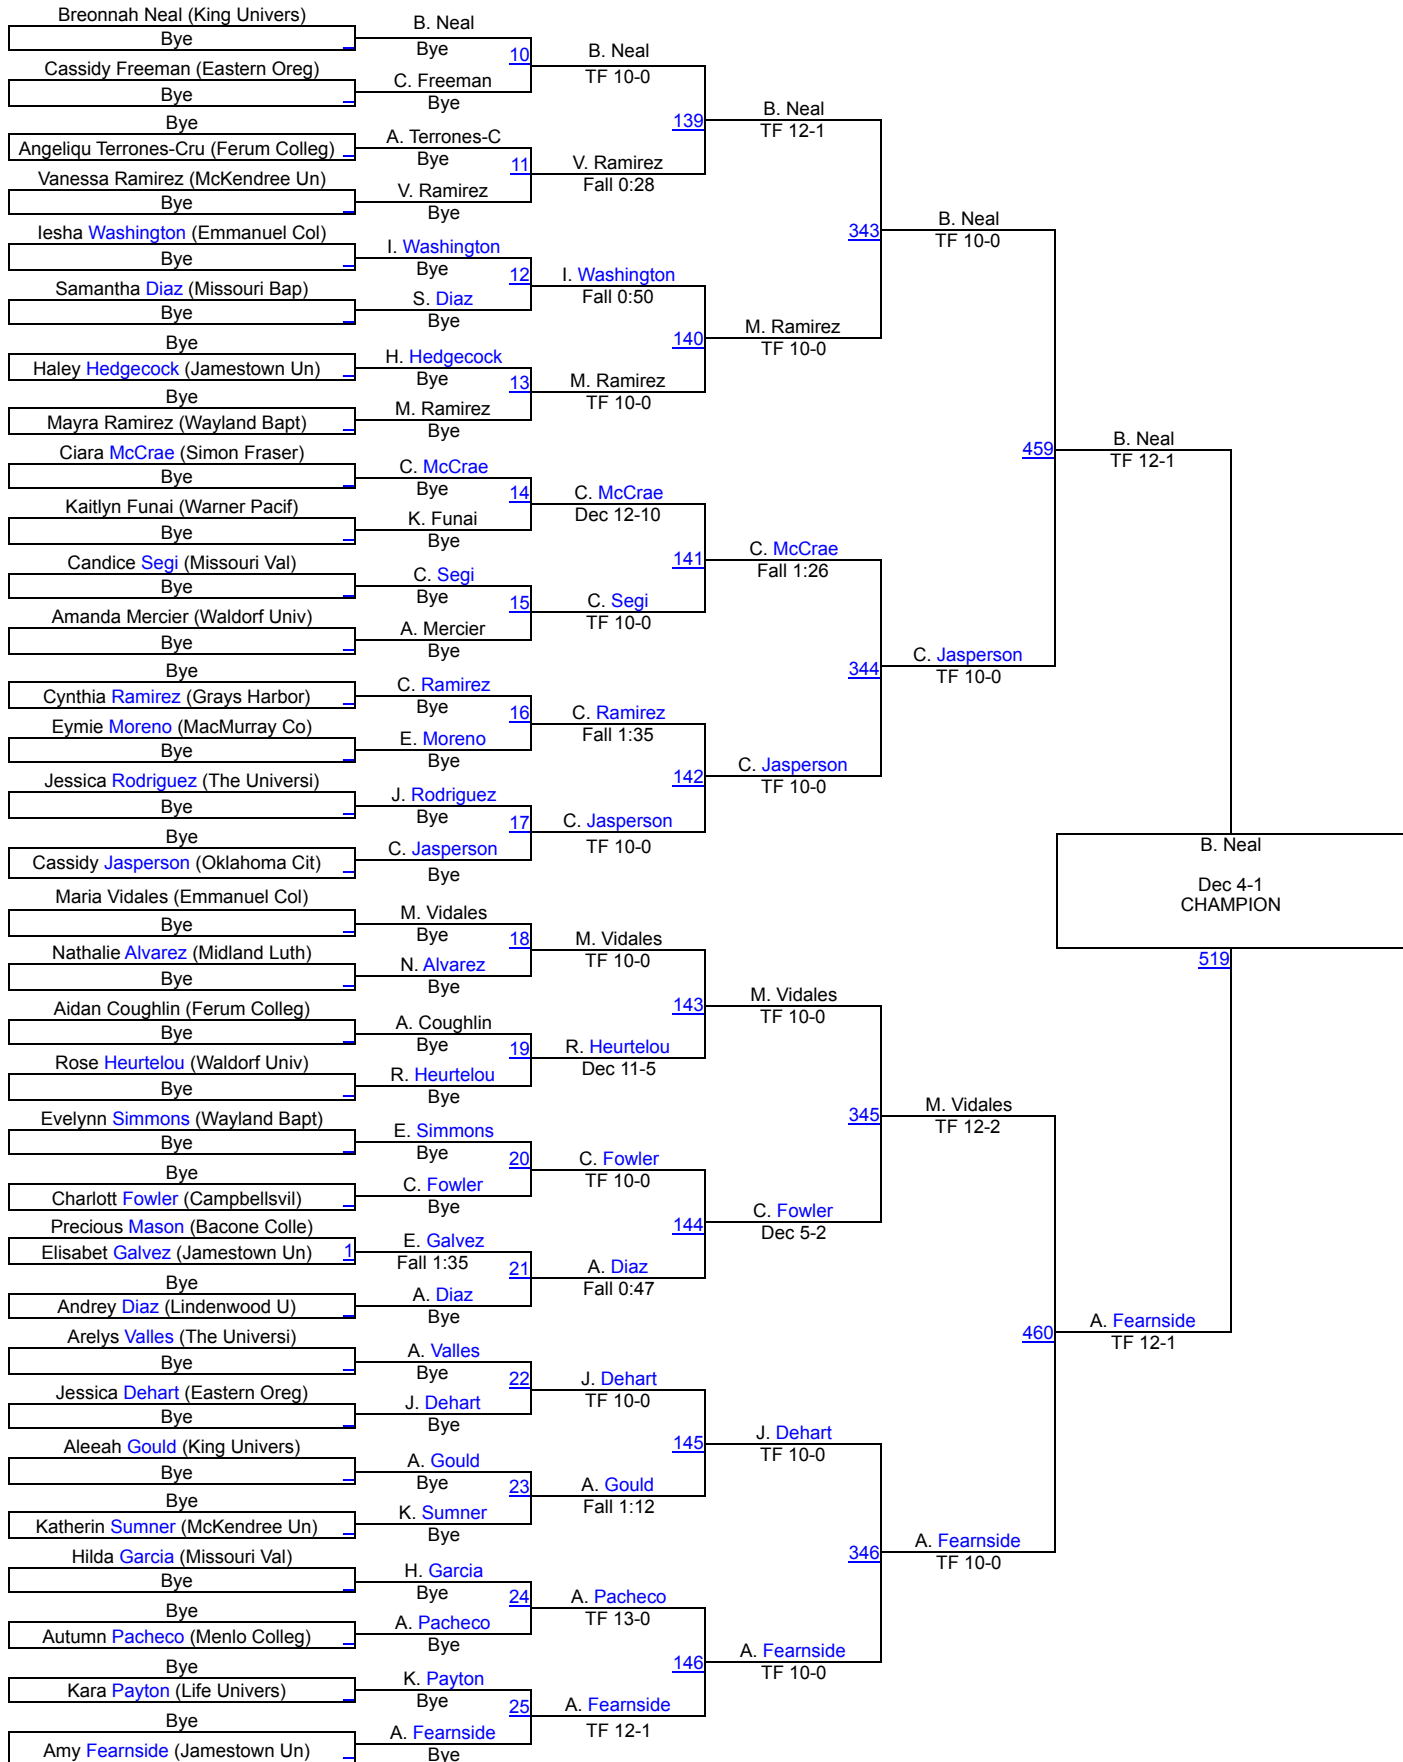 Breonnah Neal (King Univers)
Bye
Cassidy Freeman (Eastern Oreg)
Bye
Bye
Angeliqu Terrones-Cru (Ferum Colleg)
Vanessa Ramirez (McKendree Un)
Bye
Iesha Washington (Emmanuel Col)
Bye
Samantha Diaz (Missouri Bap)
Bye
Bye
Haley Hedgecock (Jamestown Un)
Bye
Mayra Ramirez (Wayland Bapt)
Ciara McCrae (Simon Fraser)
Bye
Kaitlyn Funai (Warner Pacif)
Bye
Candice Segi (Missouri Val)
Bye
Amanda Mercier (Waldorf Univ)
Bye
Bye
Cynthia Ramirez (Grays Harbor)
Eymie Moreno (MacMurray Co)
Bye
Jessica Rodriguez (The Universi)
Bye
Bye
Cassidy Jasperson (Oklahoma Cit)
Maria Vidales (Emmanuel Col)
Bye
Nathalie Alvarez (Midland Luth)
Bye
Aidan Coughlin (Ferum Colleg)
Bye
Rose Heurtelou (Waldorf Univ)
Bye
Evelynn Simmons (Wayland Bapt)
Bye
Bye
Charlott Fowler (Campbellsvil)
Precious Mason (Bacone Colle)
Elisabet Galvez (Jamestown Un) 1
Bye
Andrey Diaz (Lindenwood U)
Arelys Valles (The Universi)
Bye
Jessica Dehart (Eastern Oreg)
Bye
Aleeah Gould (King Univers)
Bye
Bye
Katherin Sumner (McKendree Un)
Hilda Garcia (Missouri Val)
Bye
Bye
Autumn Pacheco (Menlo Colleg)
Bye
Kara Payton (Life Univers)
Bye
Amy Fearnside (Jamestown Un)
B. Neal
Bye
10
C. Freeman
Bye
A. Terrones-C
Bye
11
V. Ramirez
Bye
I. Washington
Bye
12
S. Diaz
Bye
H. Hedgecock
Bye
13
M. Ramirez
Bye
C. McCrae
Bye
14
K. Funai
Bye
C. Segi
Bye
15
A. Mercier
Bye
C. Ramirez
Bye
16
E. Moreno
Bye
J. Rodriguez
Bye
17
C. Jasperson
Bye
M. Vidales
Bye
18
N. Alvarez
Bye
A. Coughlin
Bye
19
R. Heurtelou
Bye
E. Simmons
Bye
20
C. Fowler
Bye
E. Galvez
Fall 1:35
21
A. Diaz
Bye
A. Valles
Bye
22
J. Dehart
Bye
A. Gould
Bye
23
K. Sumner
Bye
H. Garcia
Bye
24
A. Pacheco
Bye
K. Payton
Bye
25
A. Fearnside
Bye
B. Neal
TF 10-0
139
V. Ramirez
Fall 0:28
I. Washington
Fall 0:50
140
M. Ramirez
TF 10-0
C. McCrae
Dec 12-10
141
C. Segi
TF 10-0
C. Ramirez
Fall 1:35
142
C. Jasperson
TF 10-0
M. Vidales
TF 10-0
143
R. Heurtelou
Dec 11-5
C. Fowler
TF 10-0
144
A. Diaz
Fall 0:47
J. Dehart
TF 10-0
145
A. Gould
Fall 1:12
A. Pacheco
TF 13-0
146
A. Fearnside
TF 12-1
B. Neal
TF 12-1
343
M. Ramirez
TF 10-0
C. McCrae
Fall 1:26
344
C. Jasperson
TF 10-0
M. Vidales
TF 10-0
345
C. Fowler
Dec 5-2
J. Dehart
TF 10-0
346
A. Fearnside
TF 10-0
B. Neal
TF 10-0
459
C. Jasperson
TF 10-0
M. Vidales
TF 12-2
460
A. Fearnside
TF 10-0
B. Neal
TF 12-1
A. Fearnside
TF 12-1
B. Neal
Dec 4-1
CHAMPION
519